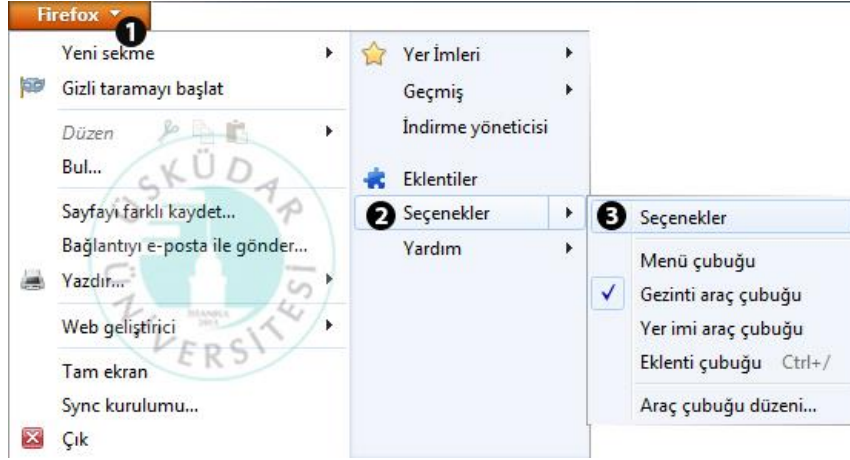 Firefox
1
Yeni sekme
Gizli taramayı başlat
Düzen
Bul...
Sayfayı farklı kaydet...
Bağlantıyı e-posta ile gönder...
Yazdır...
Web geliştirici
Tam ekran
Sync kurulumu...
Çık
Yer İmleri
Geçmiş
İndirme yöneticisi
Eklentiler
2 Seçenekler
Yardım
3 Seçenekler
Menü çubuğu
Gezinti araç çubuğu
Yer imi araç çubuğu
Eklenti çubuğu Ctrl+/
Araç çubuğu düzeni...
ÜSKÜDAR
ÜNİVERSİTESİ